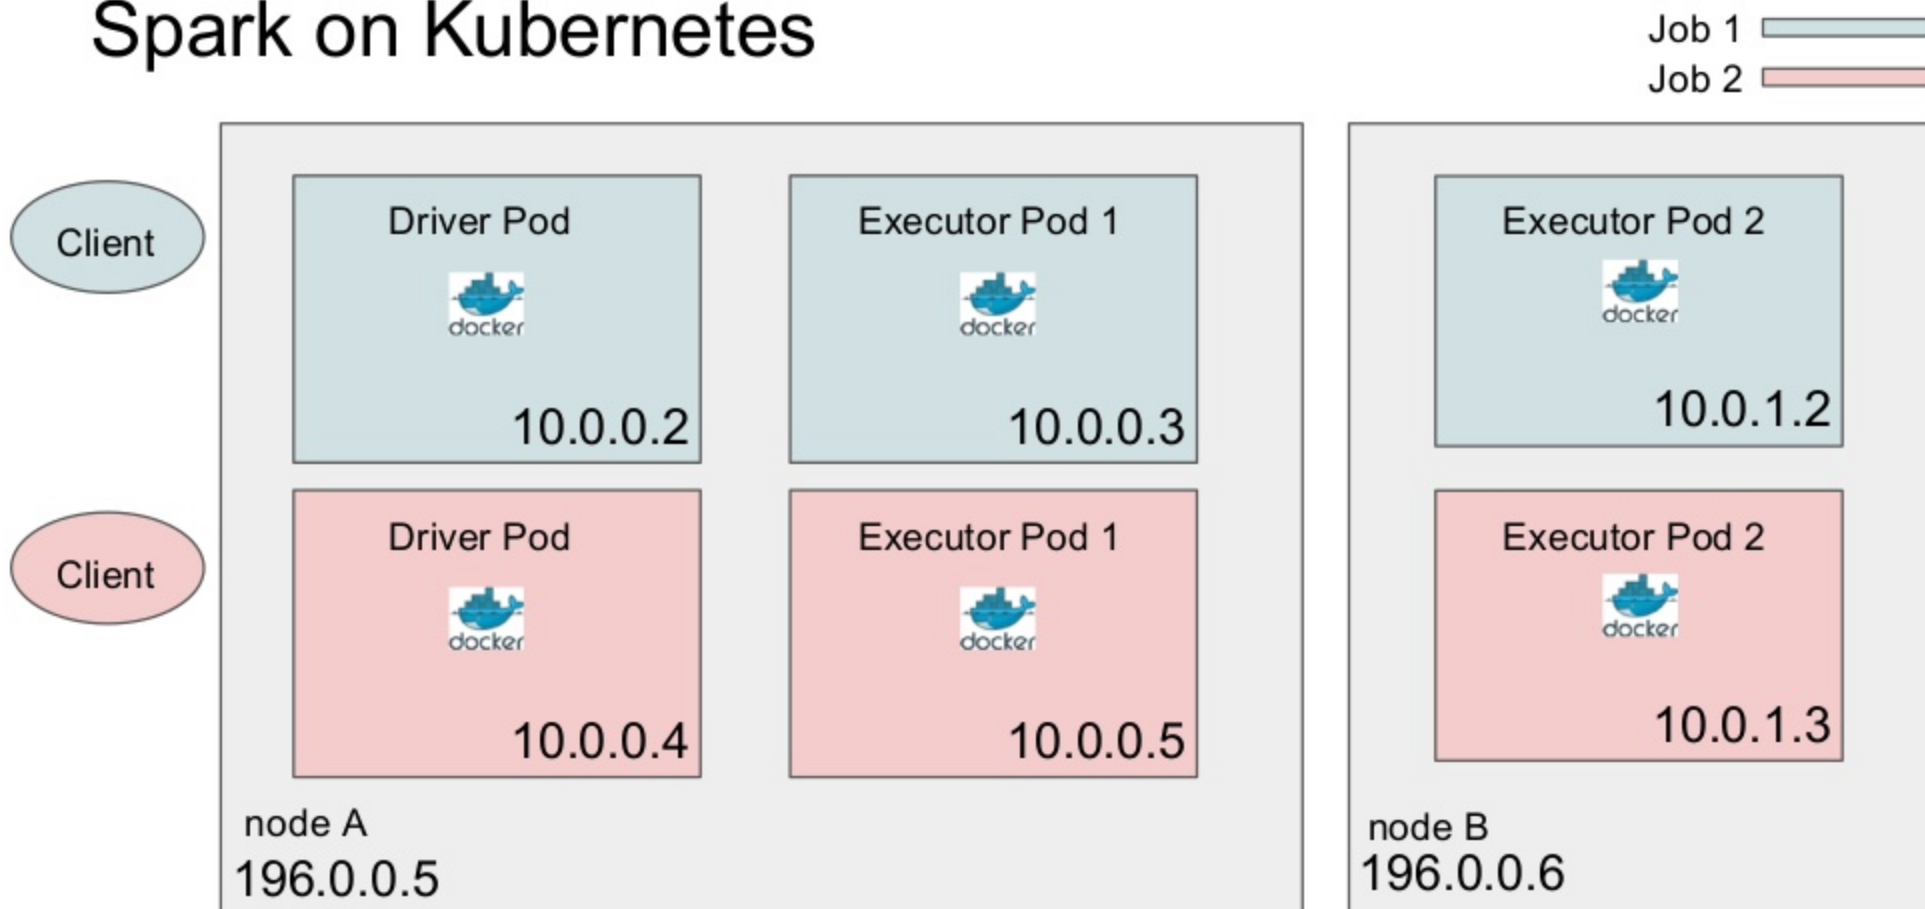 Spark on Kubernetes
Job 1
Job 2
Client
Driver Pod
docker
10.0.0.2
Executor Pod 1
docker
10.0.0.3
Executor Pod 2
docker
10.0.1.2
Client
Driver Pod
docker
10.0.0.4
Executor Pod 1
docker
10.0.0.5
Executor Pod 2
docker
10.0.1.3
node A
196.0.0.5
node B
196.0.0.6